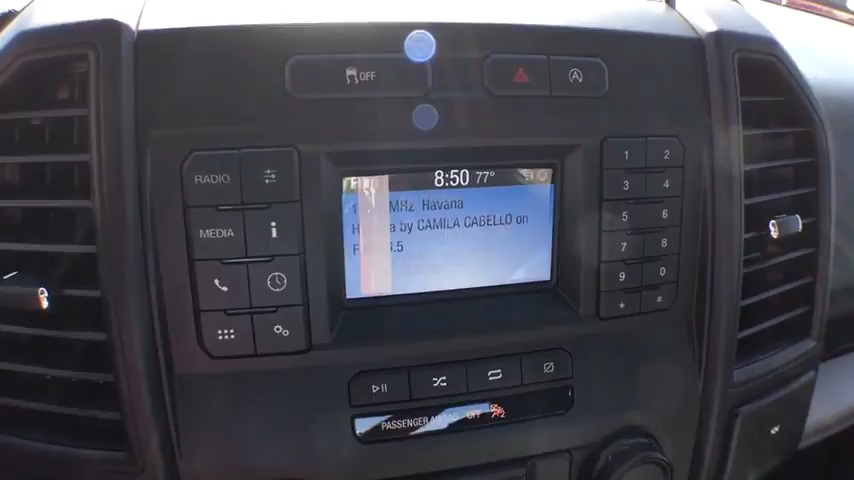 OFF
A
RADIO
MEDIA
8:50 77°
MHz Havana
by CAMILA CABELLO on
1 2
3 4
5 6
7 8
9 0
* #
PASSENGER AIRBAG OFF